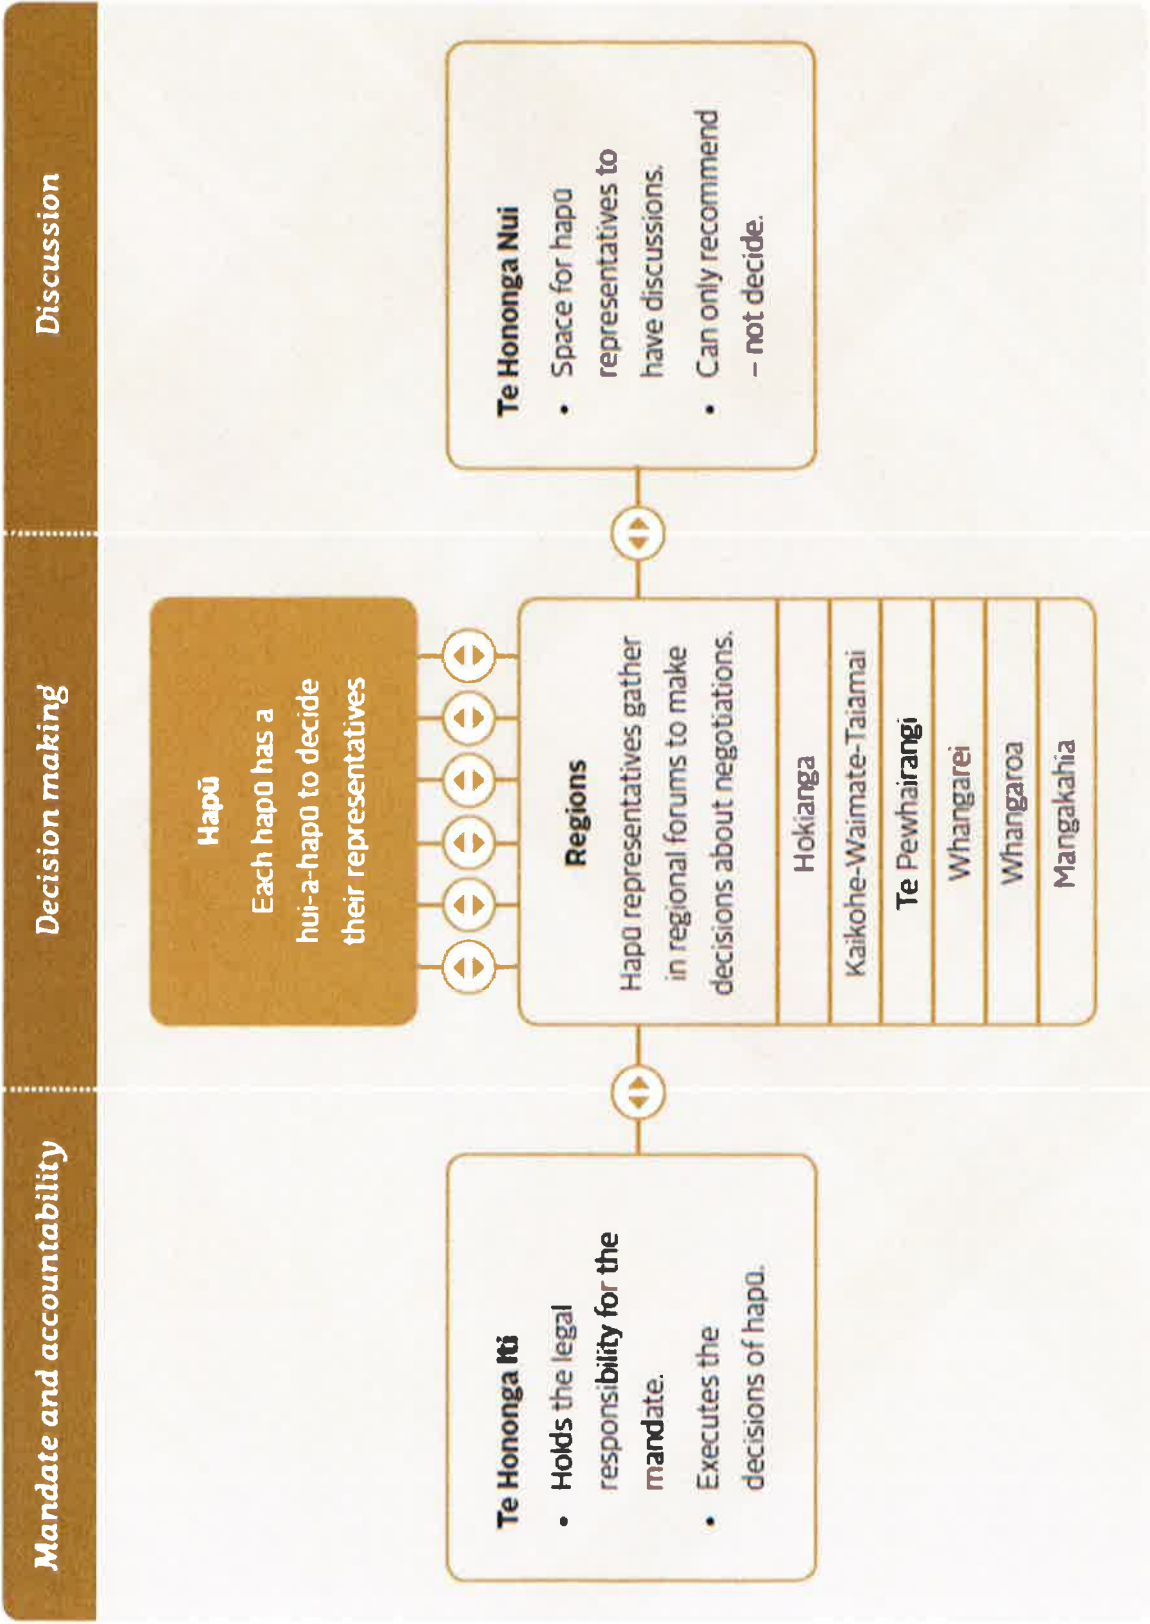 Mandate and accountability
Decision making
Discussion
Te Hononga Iti
• Holds the legal
responsibility for the
mandate.
• Executes the
decisions of hapū.
Hapū
Each hapū has a
hui-a-hapū to decide
their representatives
Regions
Hapū representatives gather
in regional forums to make
decisions about negotiations.
Hokianga
Kaikohe-Waimate-Taiamai
Te Pewhairangi
Whangarei
Whangaroa
Mangakahia
Te Hononga Nui
• Space for hapū
representatives to
have discussions.
• Can only recommend
– not decide.